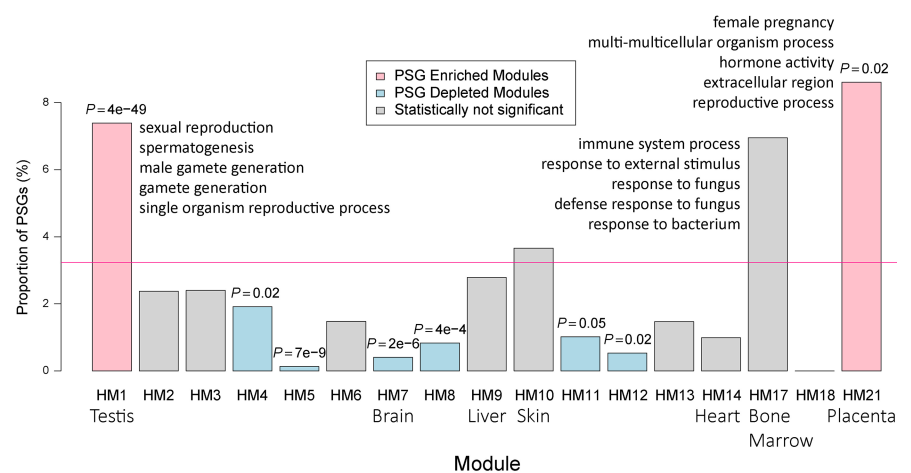 female pregnancy
multi-multicellular organism process
hormone activity
extracellular region
reproductive process
P=0.02
PSG Enriched Modules
PSG Depleted Modules
Statistically not significant
P=4e−49
sexual reproduction
spermatogenesis
male gamete generation
gamete generation
single organism reproductive process
immune system process
response to external stimulus
response to fungus
defense response to fungus
response to bacterium
Proportion of PSGs (%)
8
6
4
2
0
P=0.02
P=7e−9
P=2e−6
P=4e−4
P=0.05
P=0.02
HM1 HM2 HM3 HM4 HM5 HM6 HM7 HM8 HM9 HM10 HM11 HM12 HM13 HM14 HM17 HM18 HM21
Testis Brain Liver Skin Heart Bone Placenta
Marrow
Module